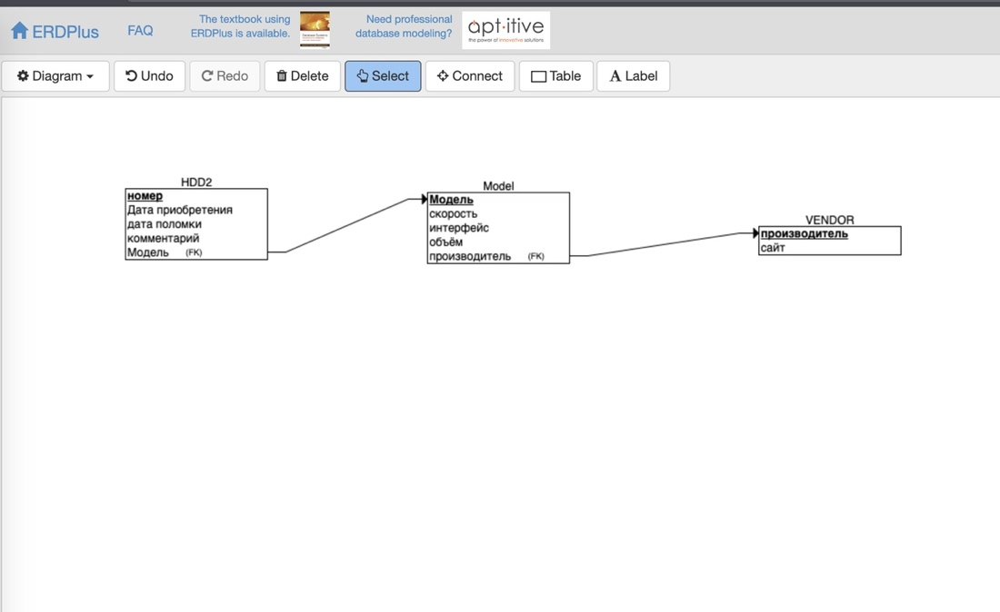 ERDPlus
FAQ
The textbook using
ERDPlus is available.
Need professional
database modeling?
apt·itive
the power of innovative solutions
Diagram
Undo
Redo
Delete
Select
Connect
Table
A Label
HDD2
номер
Дата приобретения
дата поломки
комментарий
Модель (FK)
Model
Модель
скорость
интерфейс
объём
производитель (FK)
VENDOR
производитель
сайт